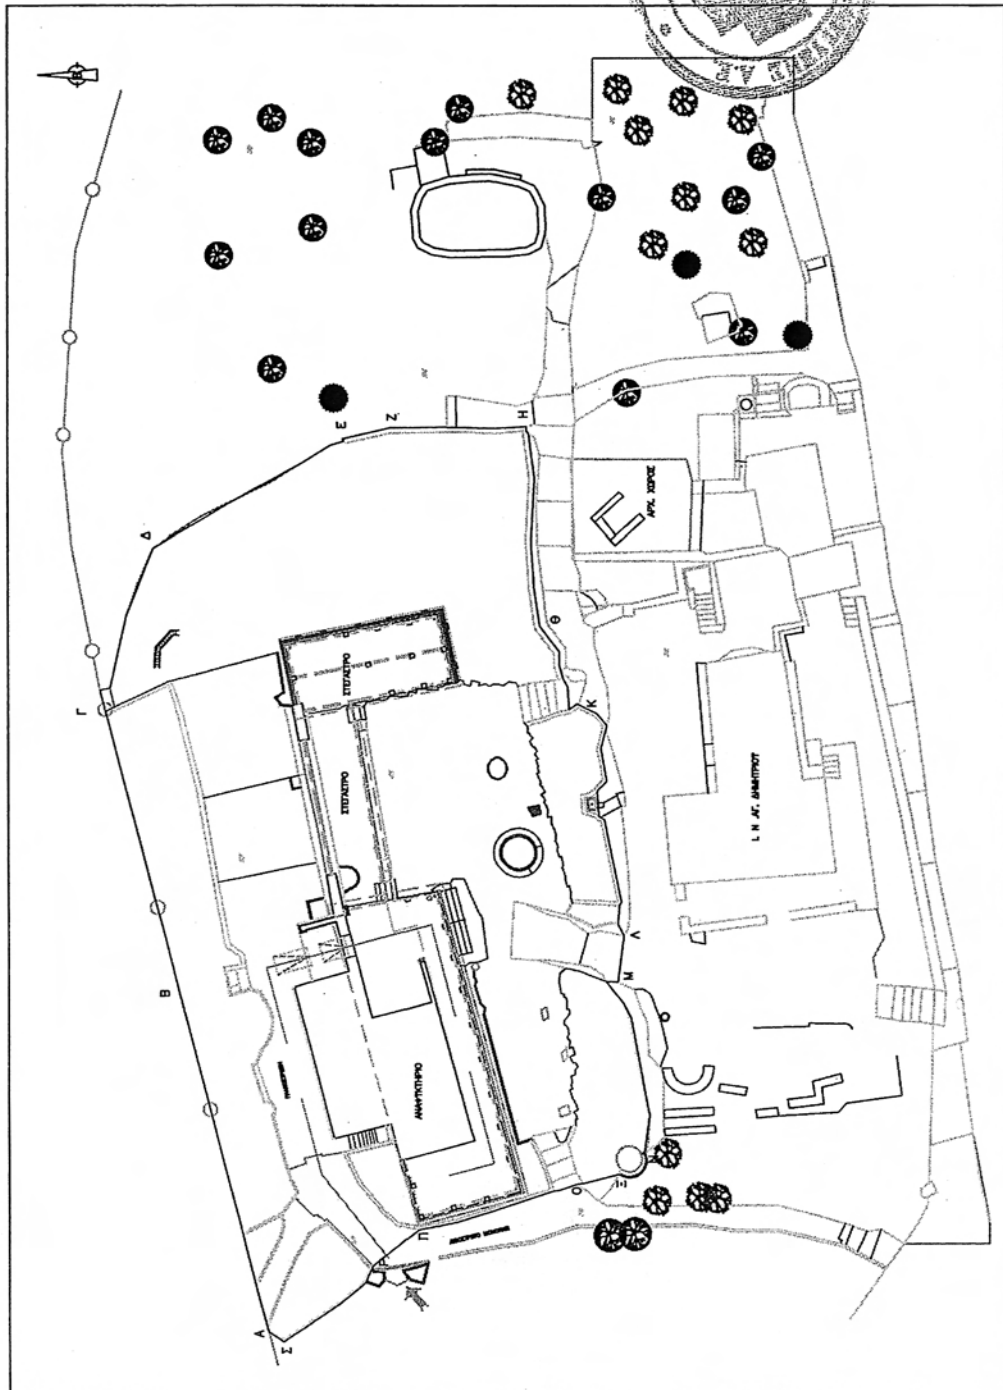 Γ
Δ
Ε
Ζ
Η
Θ
Κ
Λ
Μ
Ξ
Ο
Π
Σ
Α
Β
ΣΤΕΓΑΣΤΡΟ
ΣΤΕΓΑΣΤΡΟ
ΑΝΑΨΥΚΤΗΡΙΟ
ΑΡΧ. ΧΩΡΟΣ
Ι. Ν. ΑΓ. ΔΗΜΗΤΡΙΟΥ